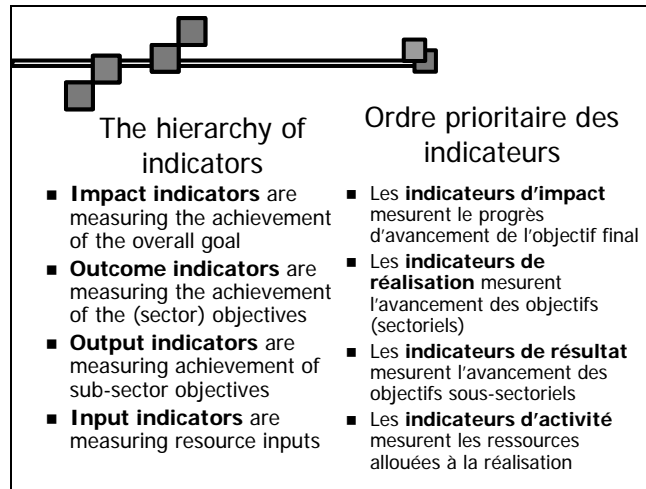 The hierarchy of
indicators
■ Impact indicators are
measuring the achievement
of the overall goal
■ Outcome indicators are
measuring the achievement
of the (sector) objectives
■ Output indicators are
measuring achievement of
sub-sector objectives
■ Input indicators are
measuring resource inputs
Ordre prioritaire des
indicateurs
■ Les indicateurs d'impact
mesurent le progrès
d'avancement de l'objectif final
■ Les indicateurs de
réalisation mesurent
l'avancement des objectifs
(sectoriels)
■ Les indicateurs de résultat
mesurent l'avancement des
objectifs sous-sectoriels
■ Les indicateurs d'activité
mesurent les ressources
allouées à la réalisation